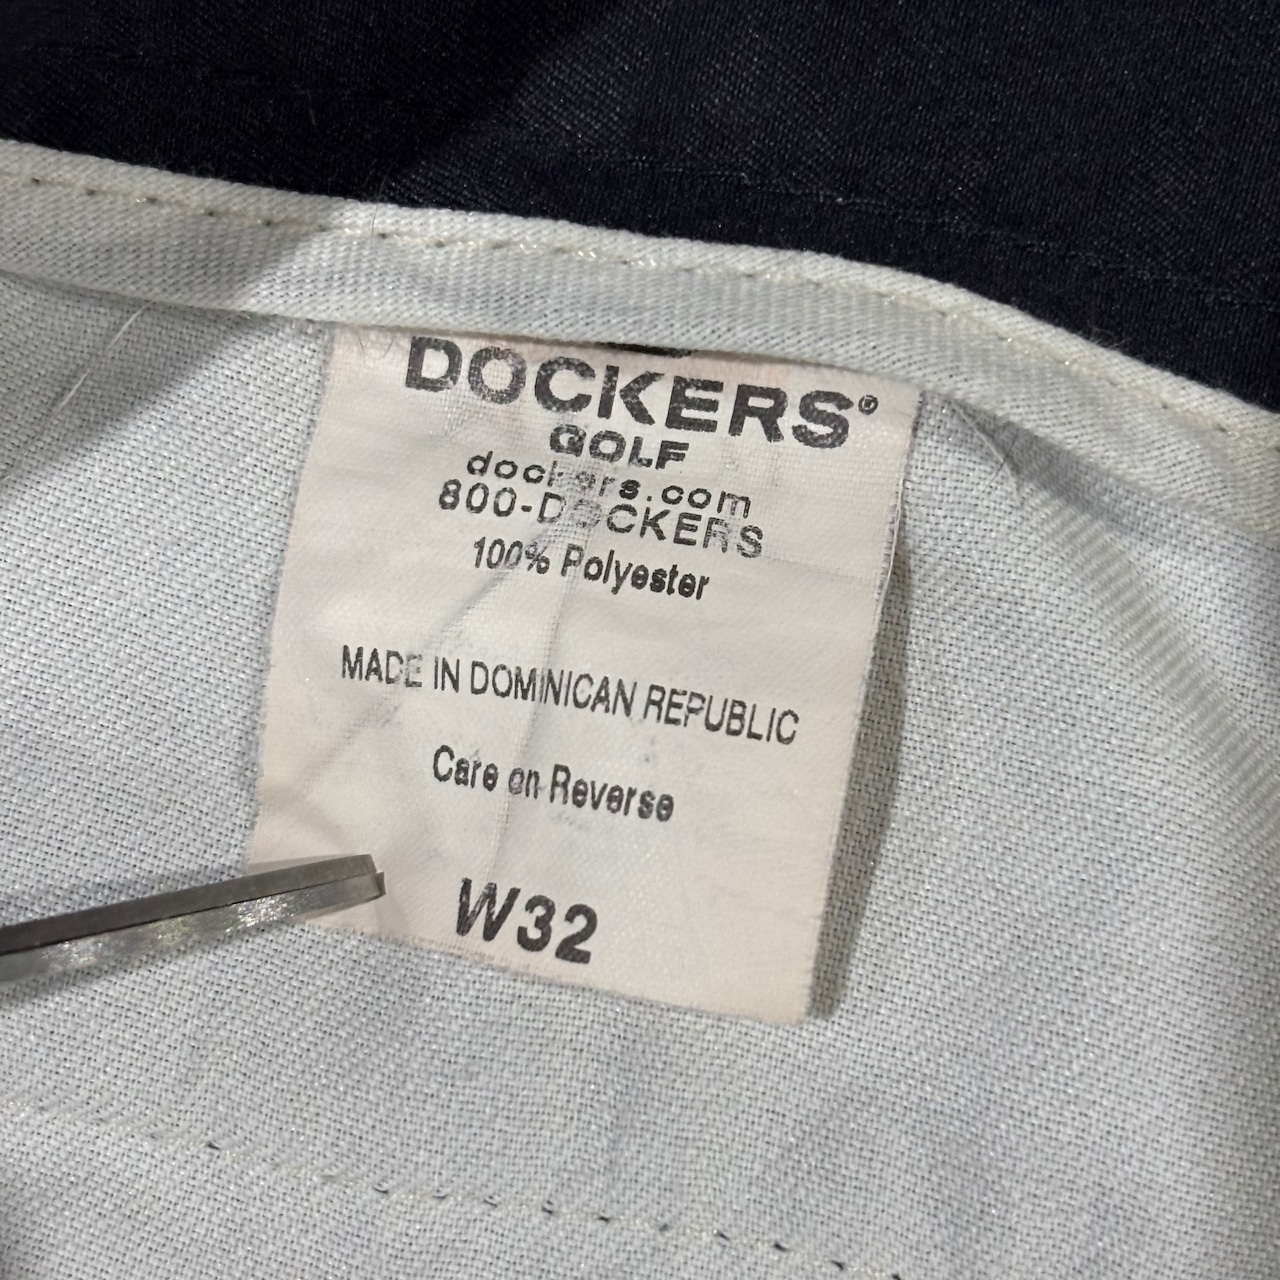 DOCKERS®
GOLF
dockers.com
800-DOCKERS
100% Polyester
MADE IN DOMINICAN REPUBLIC
Care on Reverse
W32